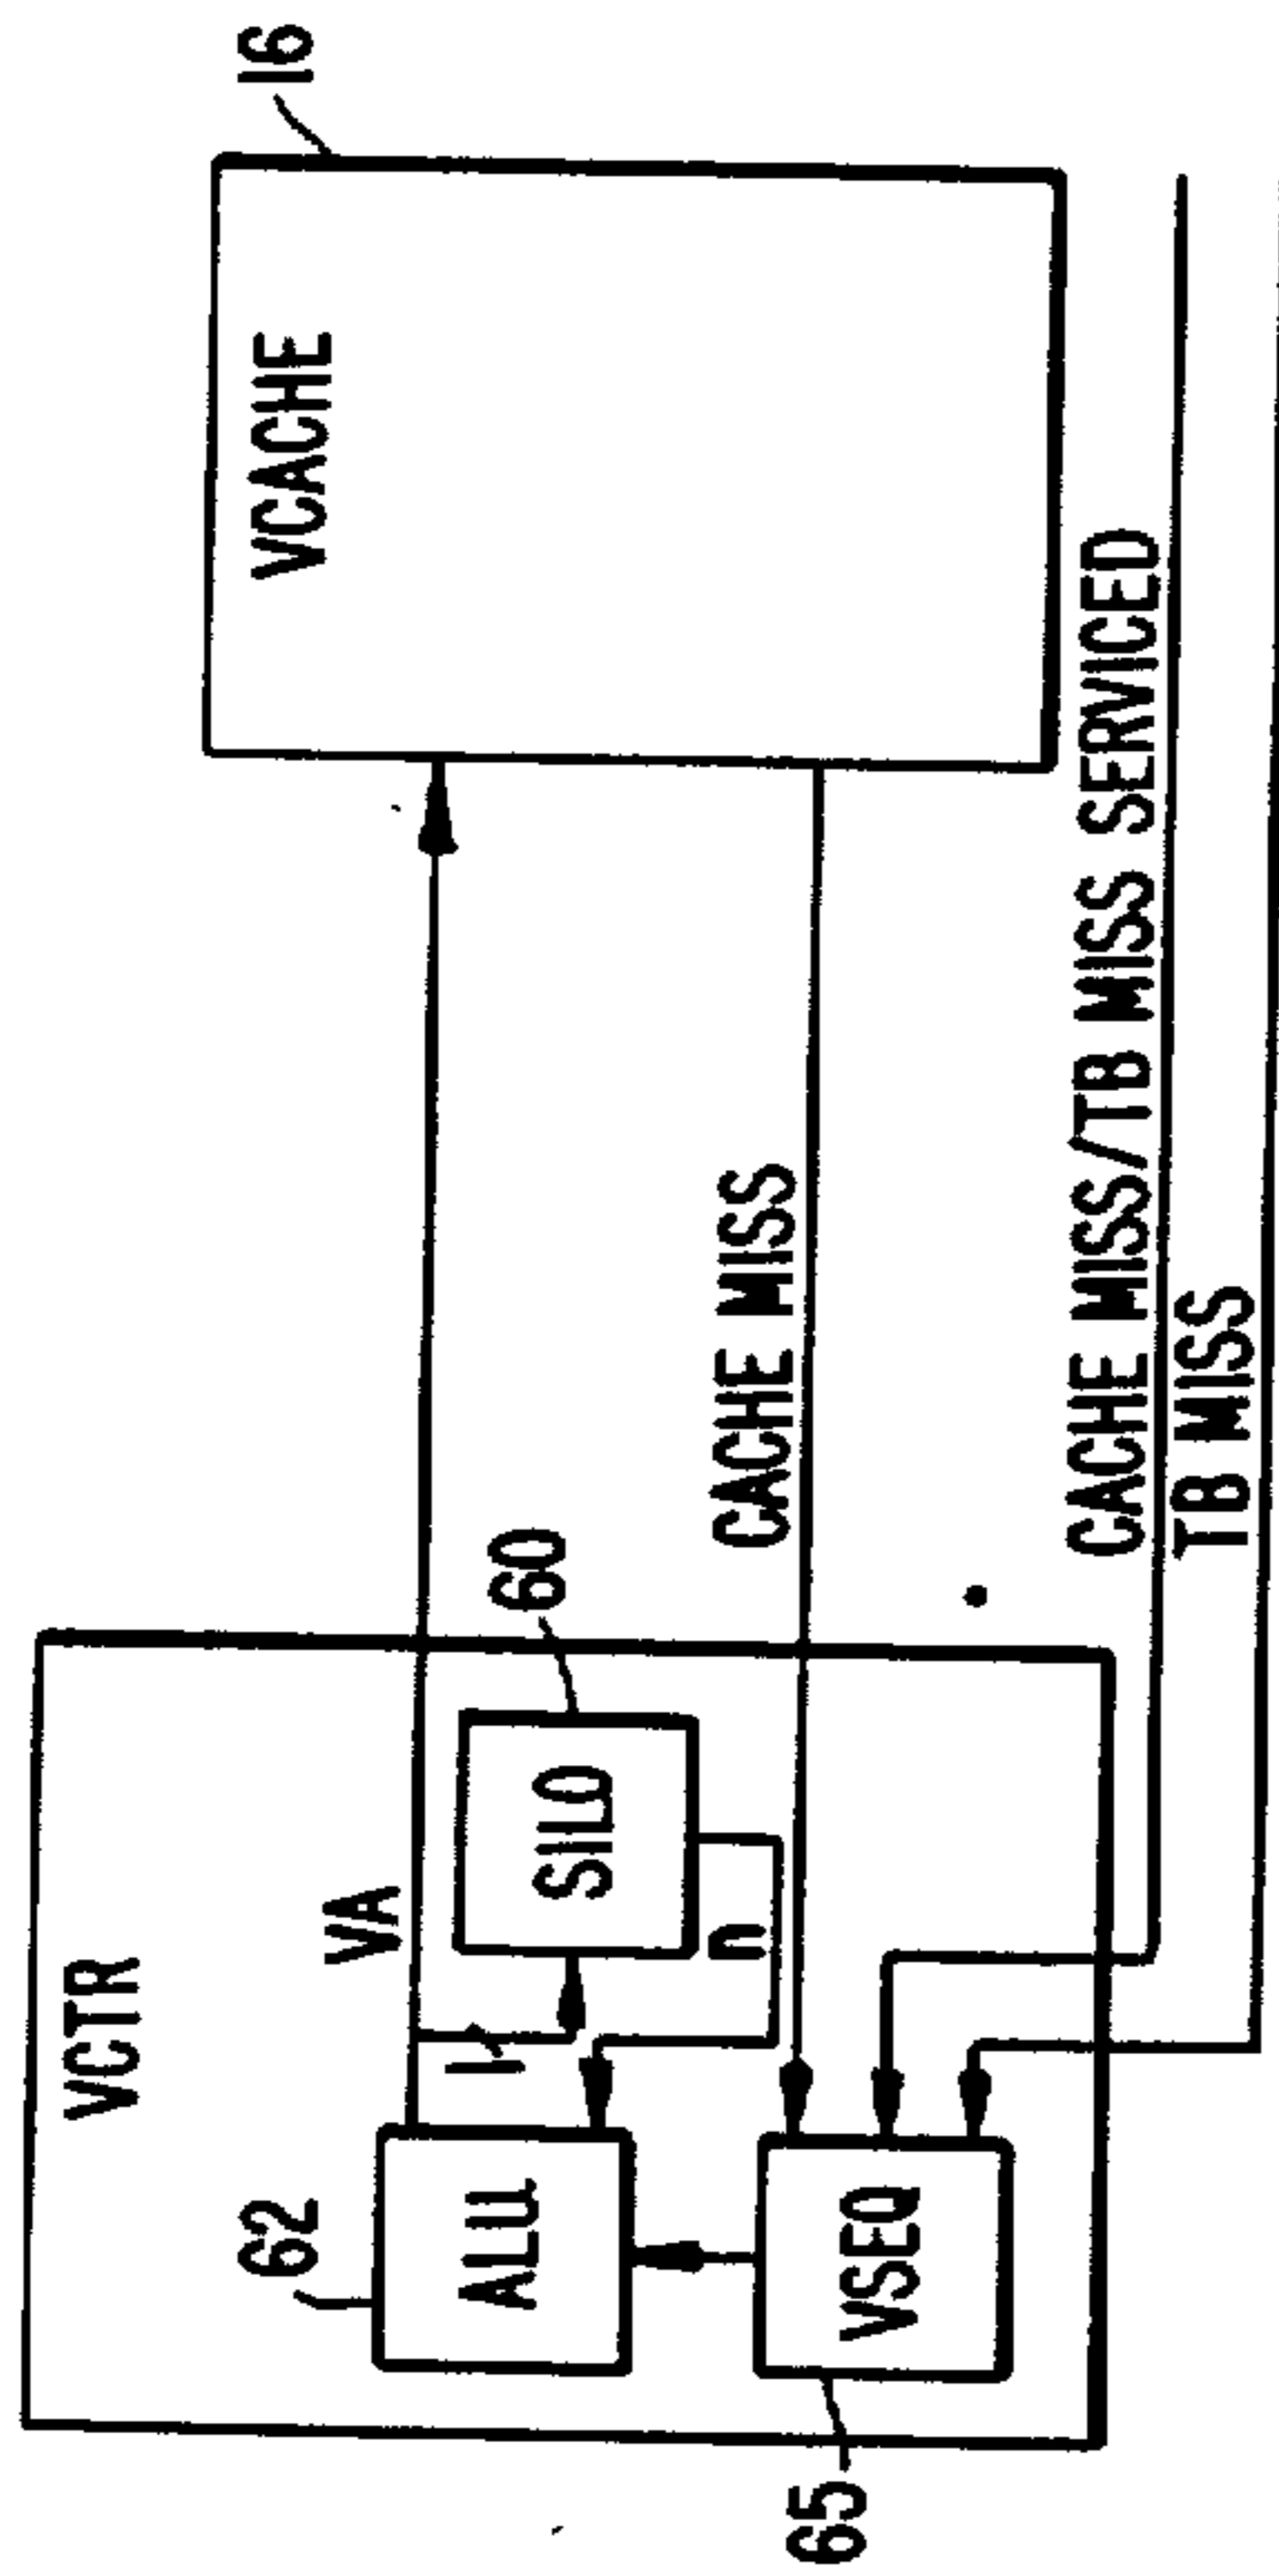 VCTR
VCACHE
16
VA
62
ALU
SILO
60
n
CACHE MISS
VSEQ
65
CACHE MISS/TB MISS SERVICED
TB MISS